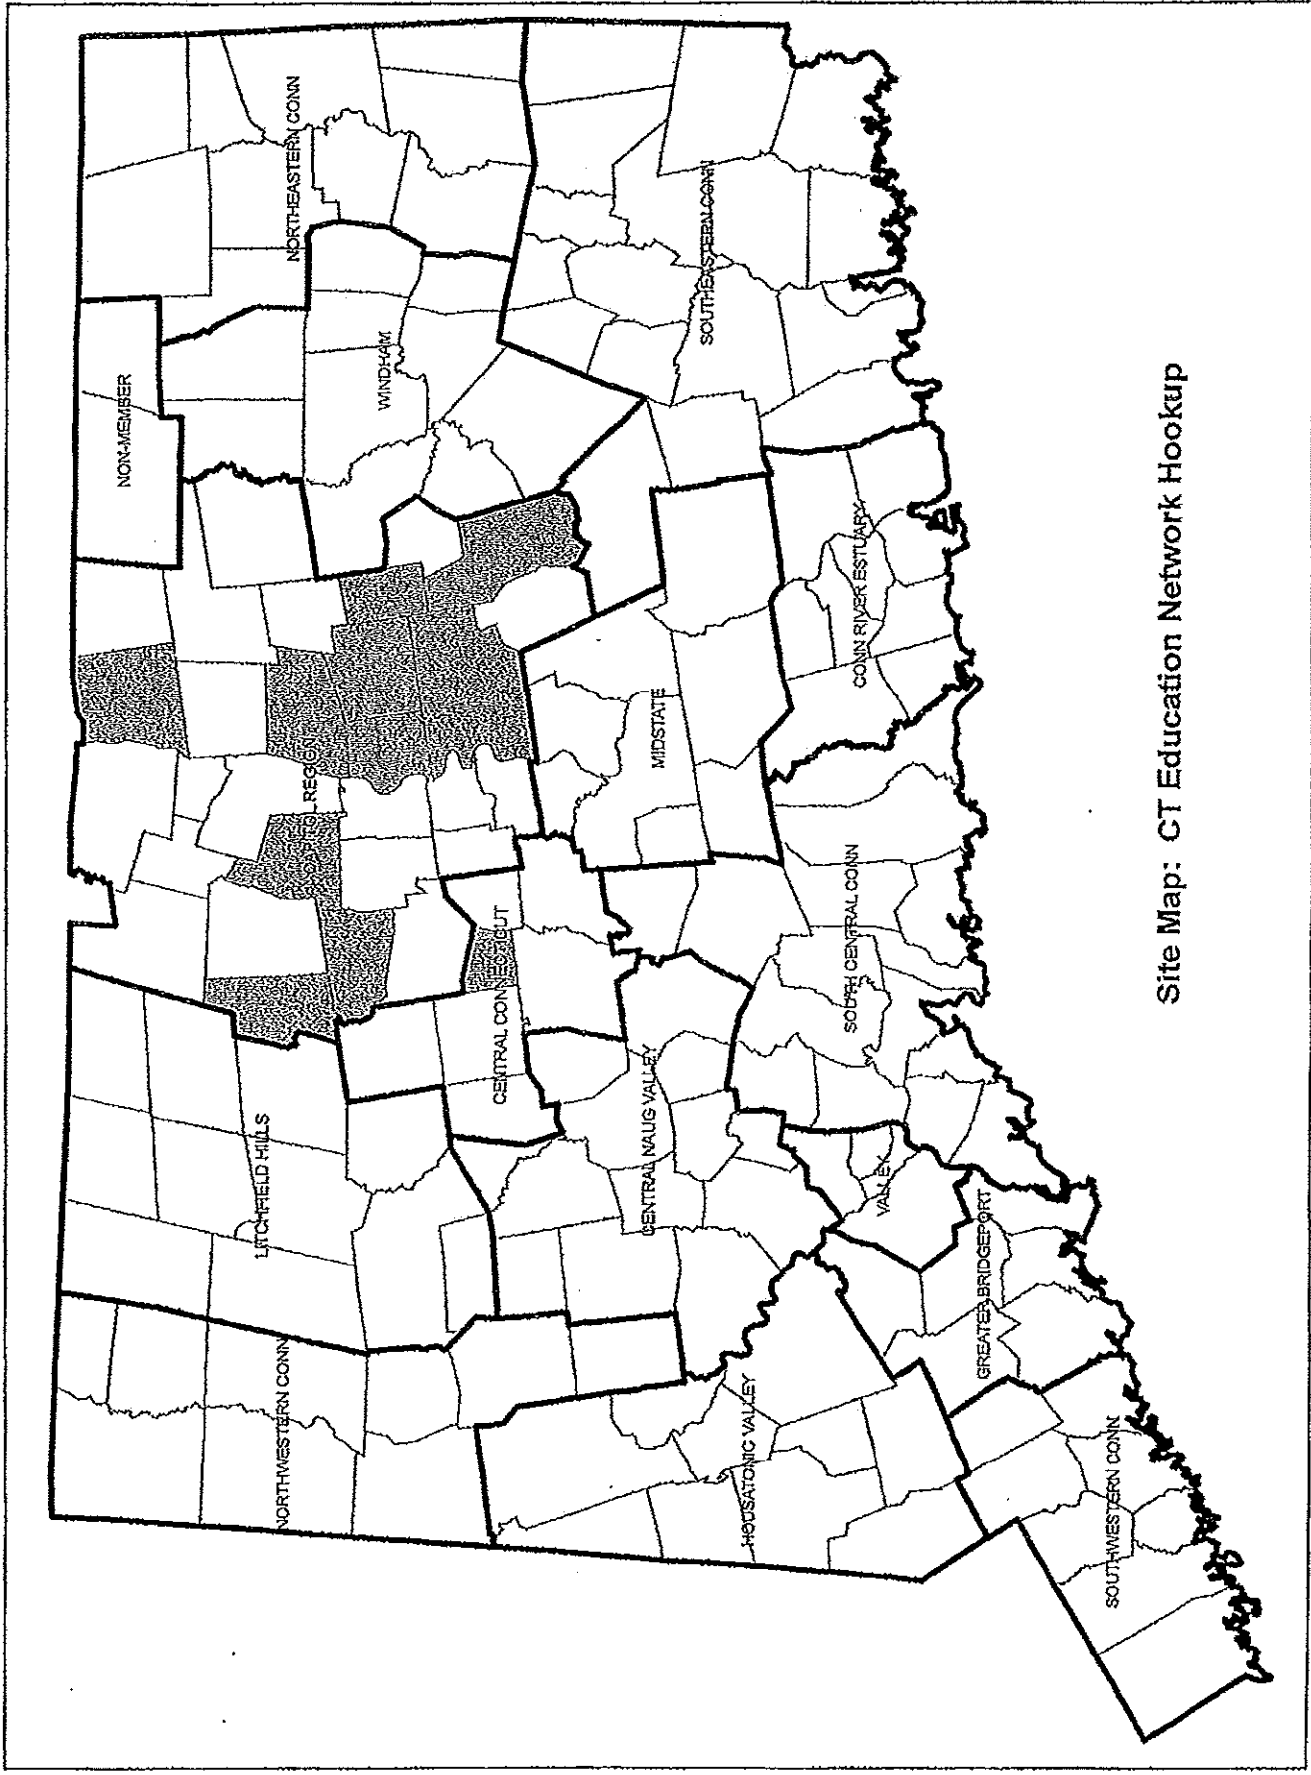 NORTHWESTERN CONN
LITCHFIELD HILLS
NON-MEMBER
NORTHEASTERN CONN
WINDHAM
REGION
CENTRAL CONNECTICUT
HOUSATONIC VALLEY
CENTRAL NAUG VALLEY
MIDSTATE
SOUTHEASTERN CONN
VALLEY
SOUTH CENTRAL CONN
CONN RIVER ESTUARY
GREATER BRIDGEPORT
SOUTHWESTERN CONN
Site Map: CT Education Network Hookup